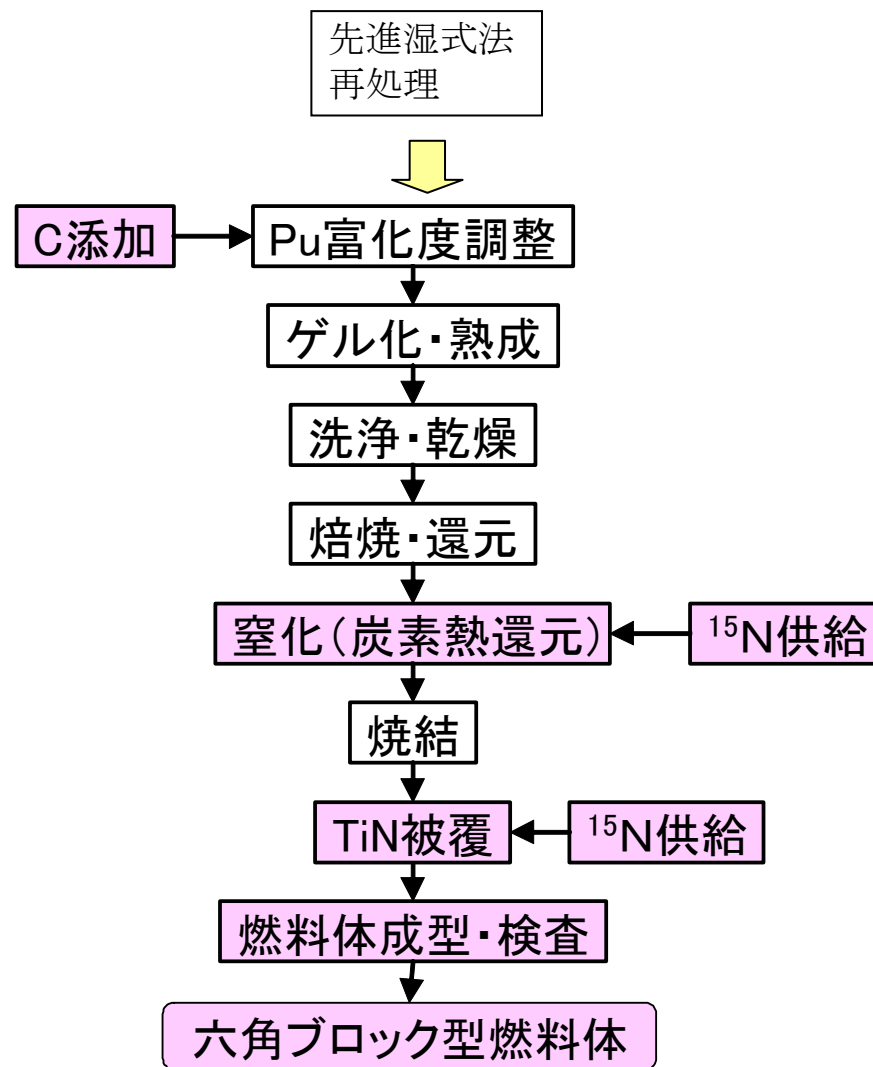 先進湿式法
再処理
C添加
Pu富化度調整
ゲル化・熟成
洗浄・乾燥
焙焼・還元
窒化(炭素熱還元)
¹⁵N供給
焼結
TiN被覆
¹⁵N供給
燃料体成型・検査
六角ブロック型燃料体